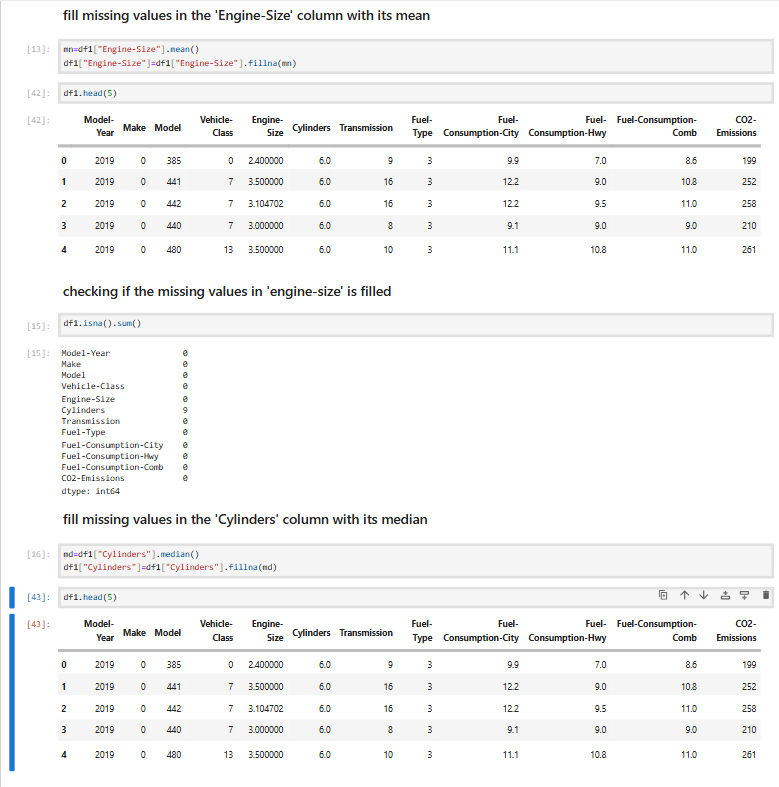 fill missing values in the 'Engine-Size' column with its mean
[13]: mn=df1["Engine-Size"].mean()
df1["Engine-Size"]=df1["Engine-Size"].fillna(mn)
[42]: df1.head(5)
[42]: Model-Year Make Model Vehicle-Class Engine-Size Cylinders Transmission Fuel-Type Fuel-Consumption-City Fuel-Consumption-Hwy Fuel-Consumption-Comb CO2-Emissions
0 2019 0 385 0 2.400000 6.0 9 3 9.9 7.0 8.6 199
1 2019 0 441 7 3.500000 6.0 16 3 12.2 9.0 10.8 252
2 2019 0 442 7 3.104702 6.0 16 3 12.2 9.5 11.0 258
3 2019 0 440 7 3.000000 6.0 8 3 9.1 9.0 9.0 210
4 2019 0 480 13 3.500000 6.0 10 3 11.1 10.8 11.0 261
checking if the missing values in 'engine-size' is filled
[15]: df1.isna().sum()
[15]: Model-Year 0
Make 0
Model 0
Vehicle-Class 0
Engine-Size 0
Cylinders 9
Transmission 0
Fuel-Type 0
Fuel-Consumption-City 0
Fuel-Consumption-Hwy 0
Fuel-Consumption-Comb 0
CO2-Emissions 0
dtype: int64
fill missing values in the 'Cylinders' column with its median
[16]: md=df1["Cylinders"].median()
df1["Cylinders"]=df1["Cylinders"].fillna(md)
[43]: df1.head(5)
[43]: Model-Year Make Model Vehicle-Class Engine-Size Cylinders Transmission Fuel-Type Fuel-Consumption-City Fuel-Consumption-Hwy Fuel-Consumption-Comb CO2-Emissions
0 2019 0 385 0 2.400000 6.0 9 3 9.9 7.0 8.6 199
1 2019 0 441 7 3.500000 6.0 16 3 12.2 9.0 10.8 252
2 2019 0 442 7 3.104702 6.0 16 3 12.2 9.5 11.0 258
3 2019 0 440 7 3.000000 6.0 8 3 9.1 9.0 9.0 210
4 2019 0 480 13 3.500000 6.0 10 3 11.1 10.8 11.0 261